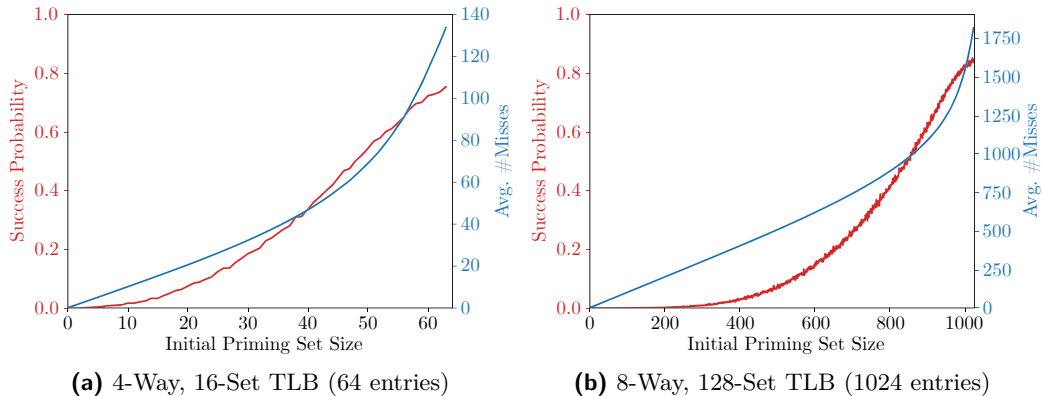 1.0
0.8
0.6
0.4
0.2
0.0
Success Probability
0 10 20 30 40 50 60
Initial Priming Set Size
140
120
100
80
60
40
20
0
Avg. #Misses
(a) 4-Way, 16-Set TLB (64 entries)
1.0
0.8
0.6
0.4
0.2
0.0
Success Probability
0 200 400 600 800 1000
Initial Priming Set Size
1750
1500
1250
1000
750
500
250
0
Avg. #Misses
(b) 8-Way, 128-Set TLB (1024 entries)